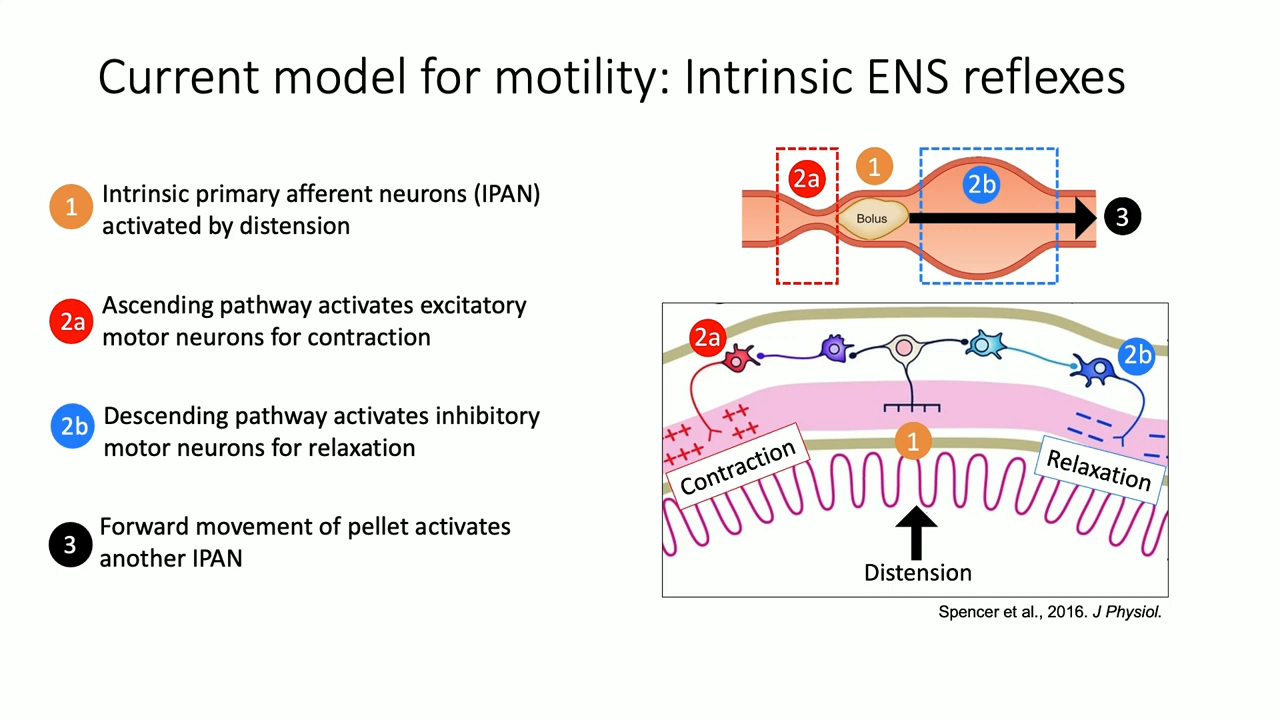 Current model for motility: Intrinsic ENS reflexes
1
Intrinsic primary afferent neurons (IPAN)
activated by distension
2a
Ascending pathway activates excitatory
motor neurons for contraction
2b
Descending pathway activates inhibitory
motor neurons for relaxation
3
Forward movement of pellet activates
another IPAN
2a
1
2b
Bolus
3
2a
2b
1
Contraction
Relaxation
Distension
Spencer et al., 2016. J Physiol.